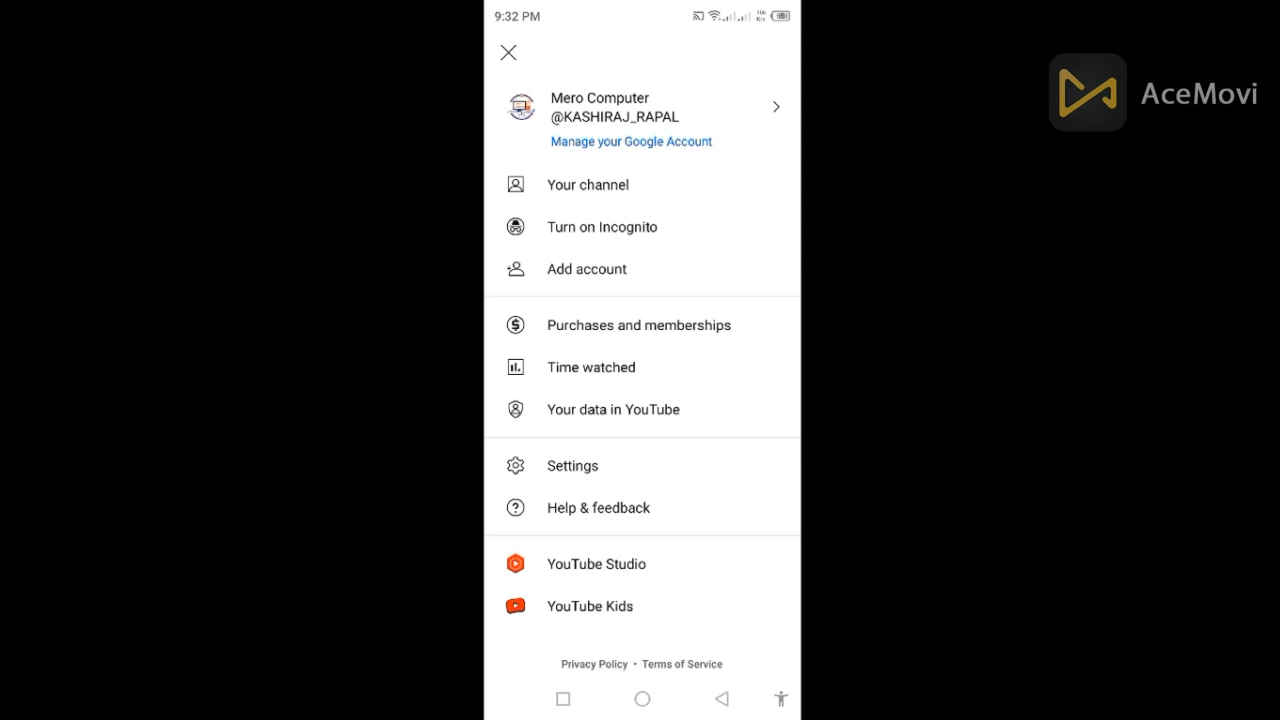 9:32 PM
AceMovi
Mero Computer
@KASHIRAJ_RAPAL
Manage your Google Account
Your channel
Turn on Incognito
Add account
Purchases and memberships
Time watched
Your data in YouTube
Settings
Help & feedback
YouTube Studio
YouTube Kids
Privacy Policy • Terms of Service